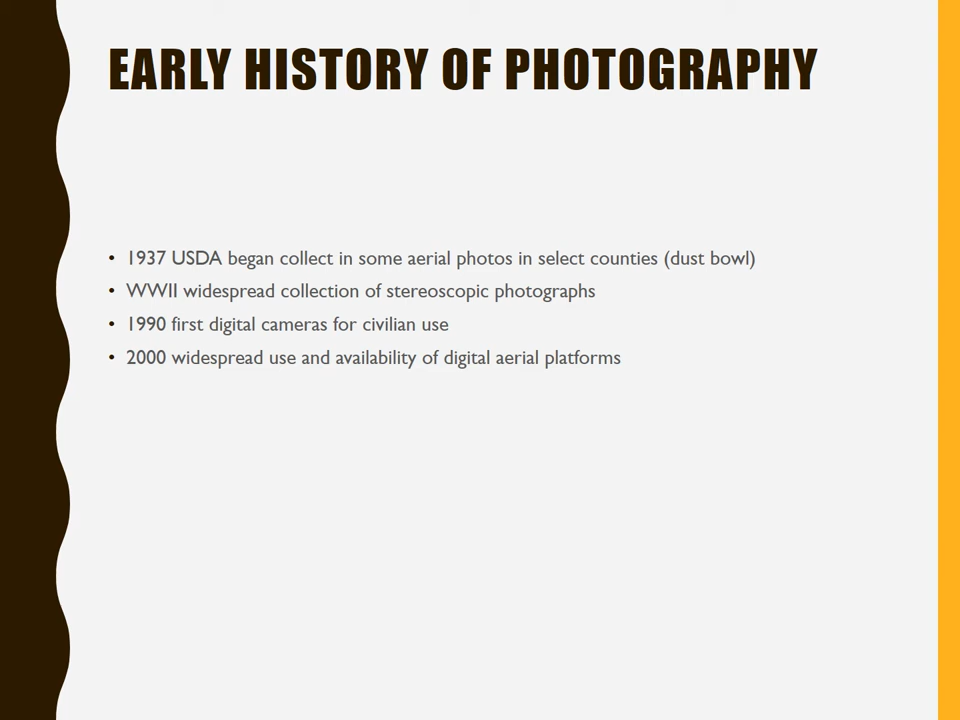 EARLY HISTORY OF PHOTOGRAPHY
• 1937 USDA began collect in some aerial photos in select counties (dust bowl)
• WWII widespread collection of stereoscopic photographs
• 1990 first digital cameras for civilian use
• 2000 widespread use and availability of digital aerial platforms